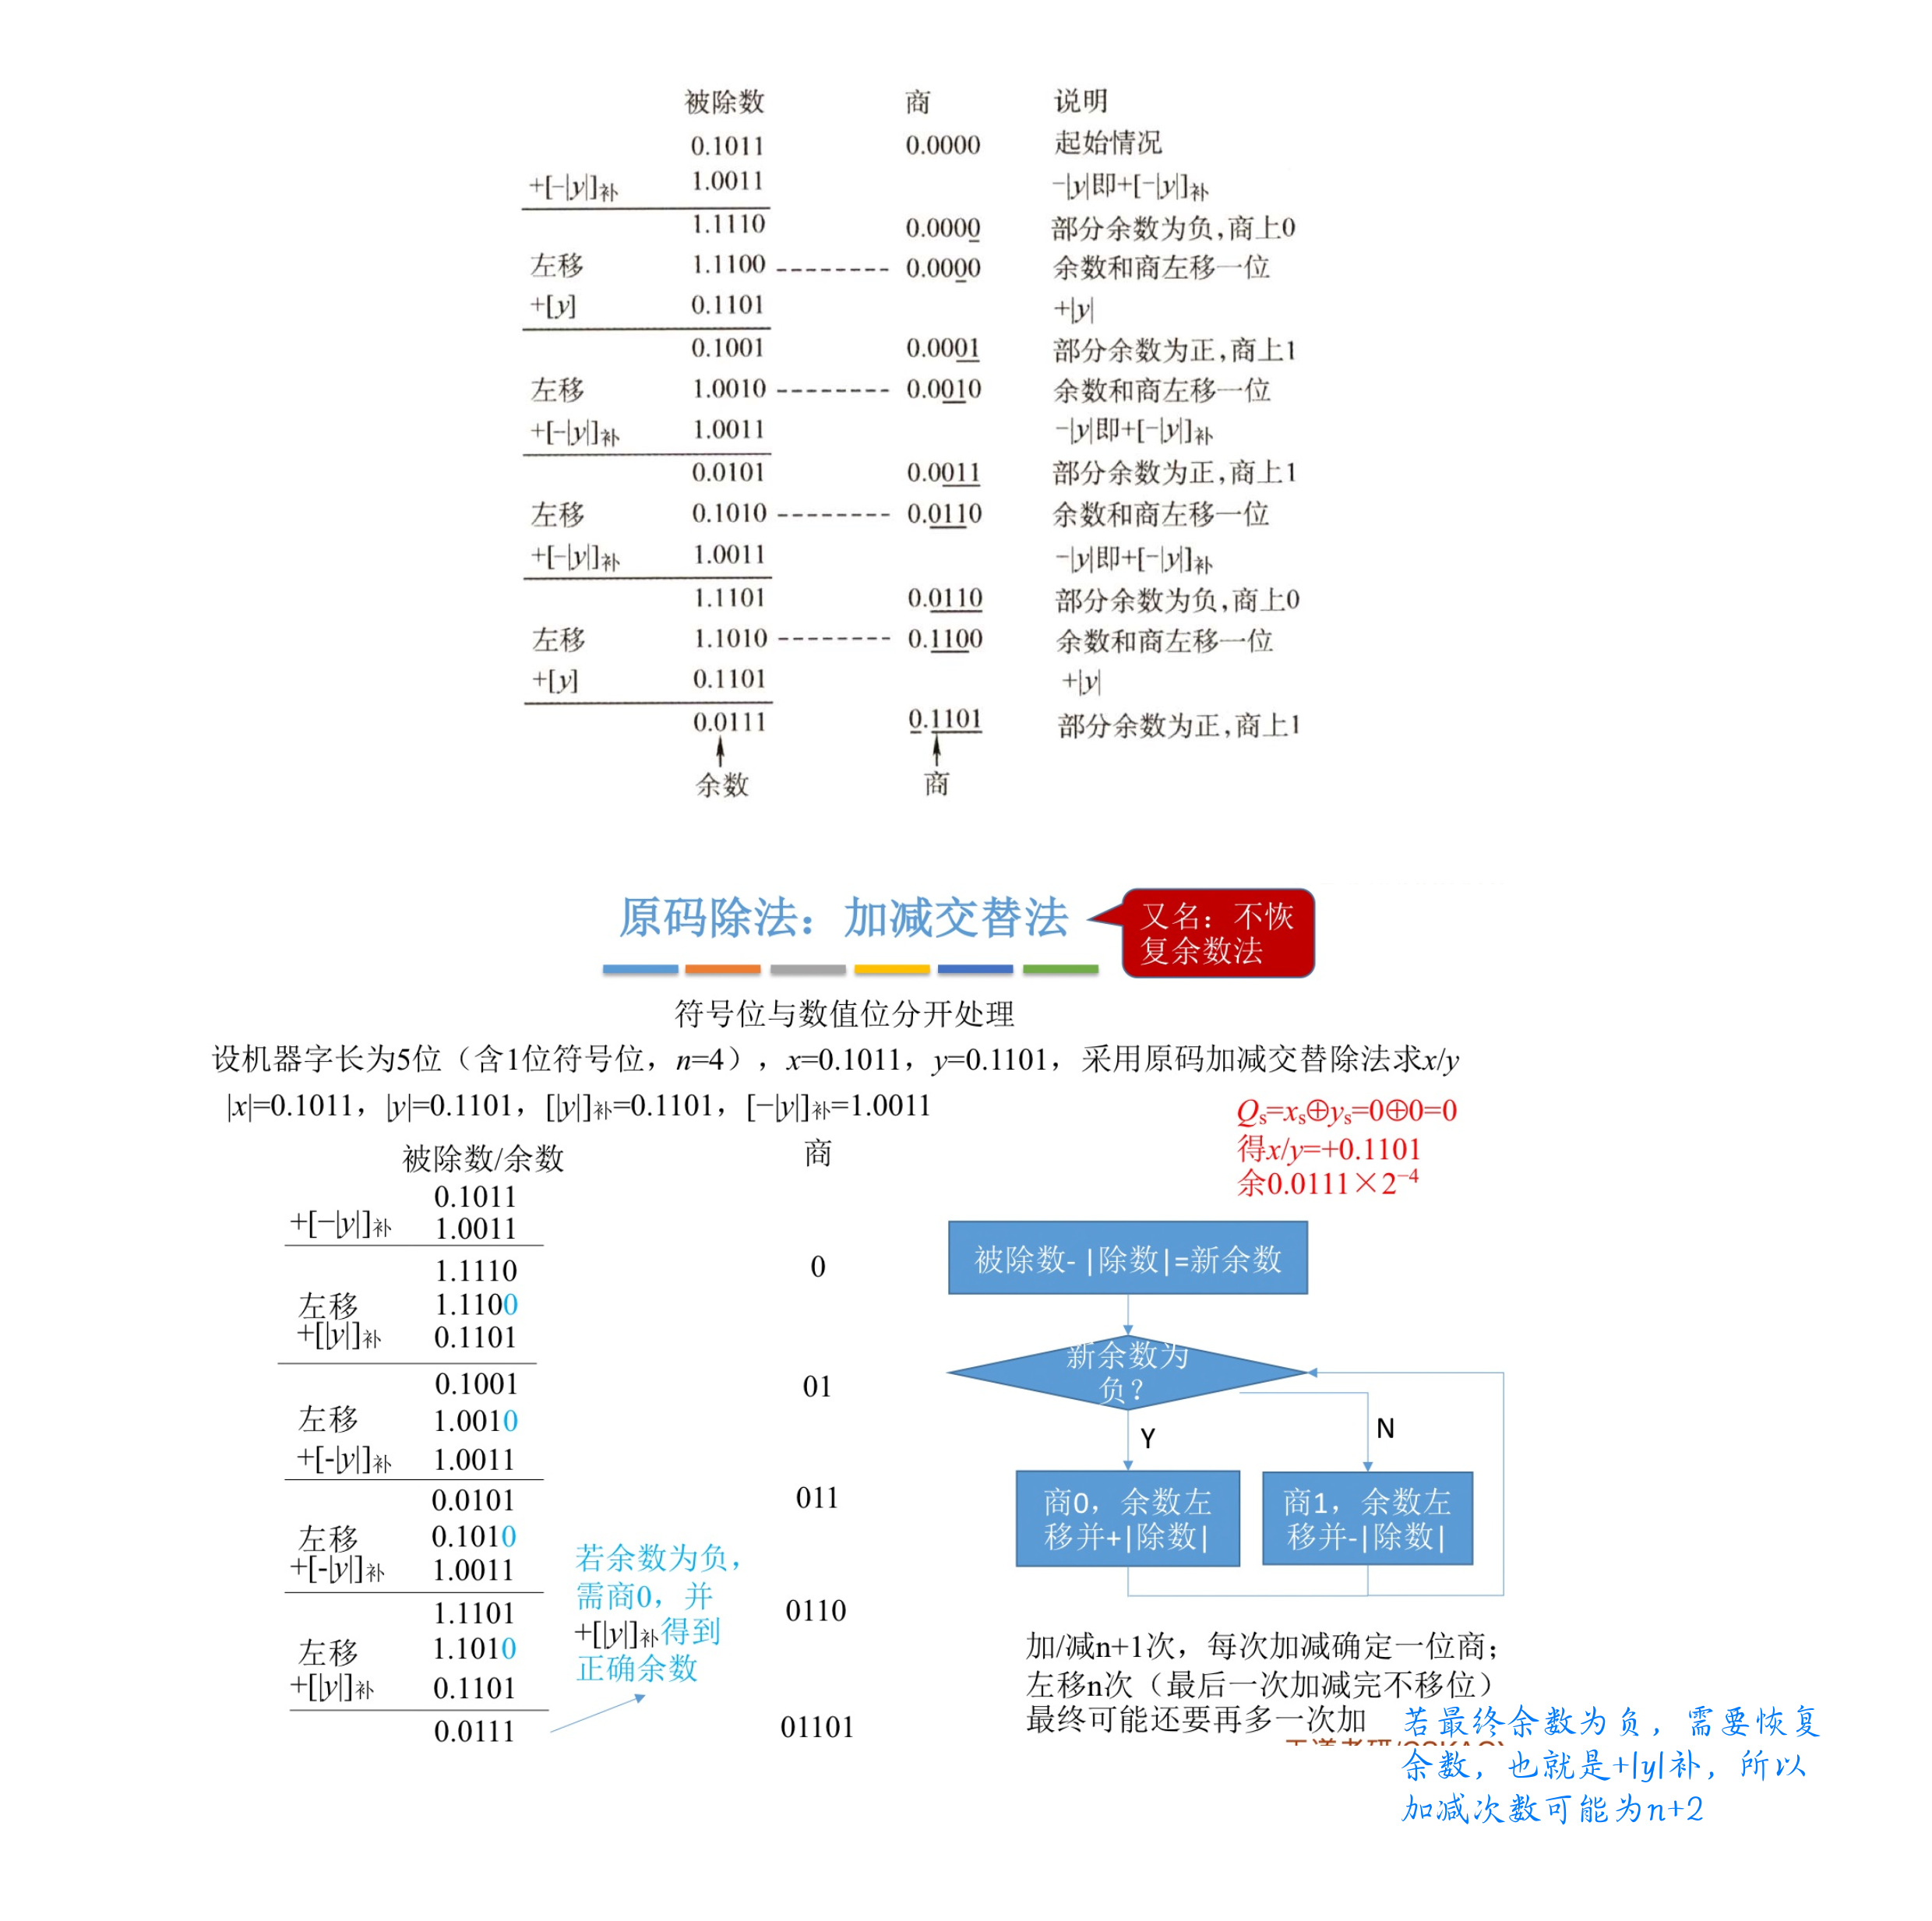 被除数 商 说明
0.1011 0.0000 起始情况
+[-|y|]补 1.0011 -|y|即+[-|y|]补
1.1110 0.0000 部分余数为负,商上0
左移 1.1100 -------- 0.0000 余数和商左移一位
+[y] 0.1101 +|y|
0.1001 0.0001 部分余数为正,商上1
左移 1.0010 -------- 0.0010 余数和商左移一位
+[-|y|]补 1.0011 -|y|即+[-|y|]补
0.0101 0.0011 部分余数为正,商上1
左移 0.1010 -------- 0.0110 余数和商左移一位
+[-|y|]补 1.0011 -|y|即+[-|y|]补
1.1101 0.0110 部分余数为负,商上0
左移 1.1010 -------- 0.1100 余数和商左移一位
+[y] 0.1101 +|y|
0.0111 0.1101 部分余数为正,商上1
余数 商
原码除法：加减交替法
又名：不恢
复余数法
符号位与数值位分开处理
设机器字长为5位（含1位符号位，n=4），x=0.1011，y=0.1101，采用原码加减交替除法求x/y
|x|=0.1011，|y|=0.1101，[|y|]补=0.1101，[−|y|]补=1.0011
Qs=xs⊕ys=0⊕0=0
得x/y=+0.1101
余0.0111×2⁻⁴
被除数/余数 商
0.1011
+[−|y|]补 1.0011
1.1110 0
左移 1.1100
+[|y|]补 0.1101
0.1001 01
左移 1.0010
+[-|y|]补 1.0011
0.0101 011
左移 0.1010
+[-|y|]补 1.0011
1.1101 0110
左移 1.1010
+[|y|]补 0.1101
0.0111 01101
若余数为负，
需商0，并
+[|y|]补得到
正确余数
被除数- |除数|=新余数
新余数为
负？
Y
N
商0，余数左
移并+|除数|
商1，余数左
移并-|除数|
加/减n+1次，每次加减确定一位商；
左移n次（最后一次加减完不移位）
最终可能还要再多一次加
若最终余数为负，需要恢复
余数，也就是+|y|补，所以
加减次数可能为n+2